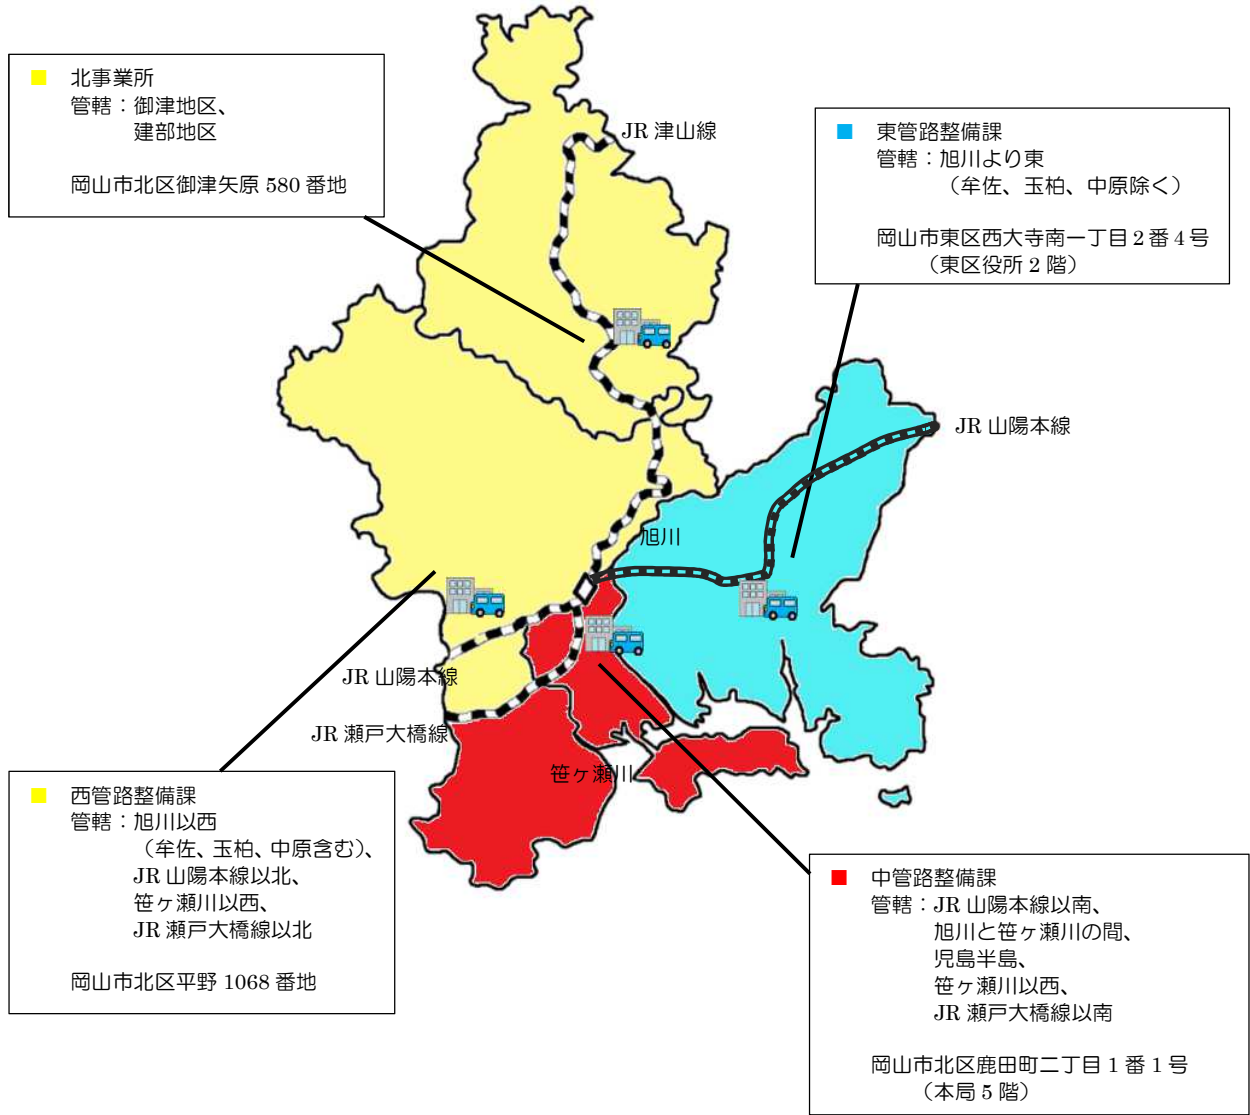 ■ 北事業所
管轄：御津地区、
建部地区
岡山市北区御津矢原 580 番地
JR 津山線
■ 東管路整備課
管轄：旭川より東
（牟佐、玉柏、中原除く）
岡山市東区西大寺南一丁目 2 番 4 号
（東区役所 2 階）
JR 山陽本線
旭川
JR 山陽本線
JR 瀬戸大橋線
笹ヶ瀬川
■ 西管路整備課
管轄：旭川以西
（牟佐、玉柏、中原含む）、
JR 山陽本線以北、
笹ヶ瀬川以西、
JR 瀬戸大橋線以北
岡山市北区平野 1068 番地
■ 中管路整備課
管轄：JR 山陽本線以南、
旭川と笹ヶ瀬川の間、
児島半島、
笹ヶ瀬川以西、
JR 瀬戸大橋線以南
岡山市北区鹿田町二丁目 1 番 1 号
（本局 5 階）